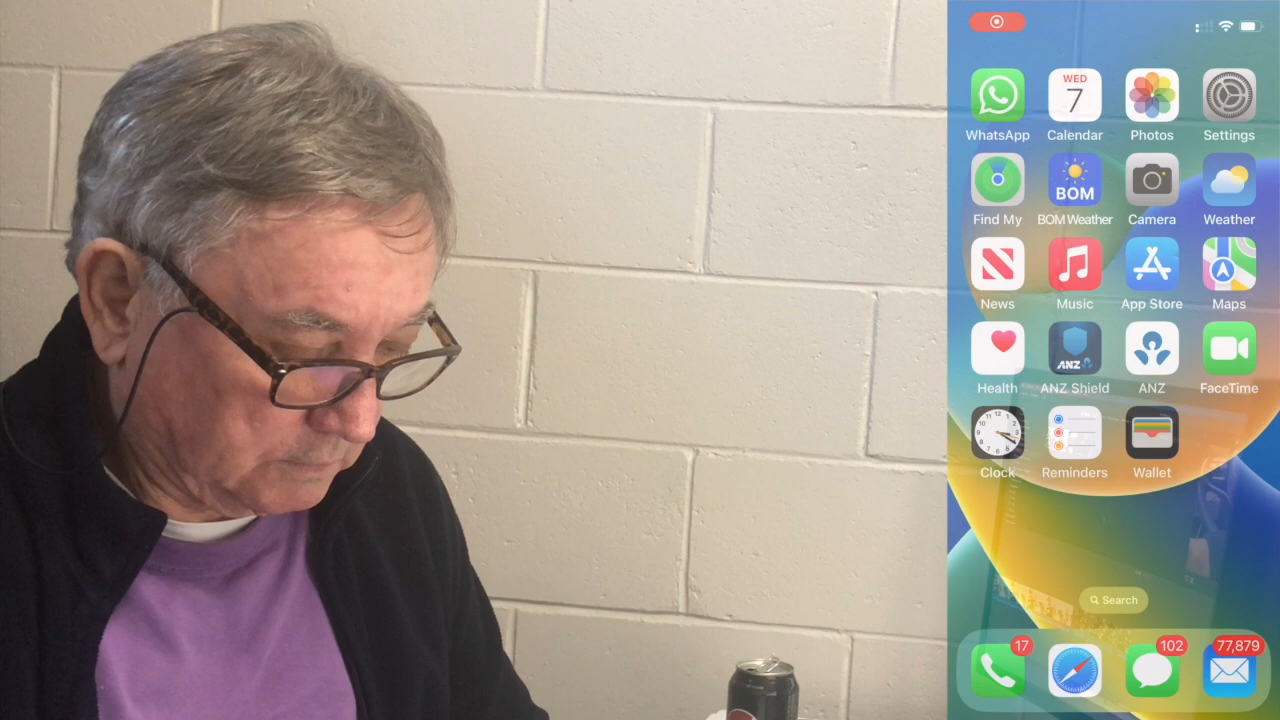 WED
7
WhatsApp Calendar Photos Settings
BOM
Find My BOM Weather Camera Weather
News Music App Store Maps
ANZ
Health ANZ Shield ANZ FaceTime
Clock Reminders Wallet
Search
17 102 77,879